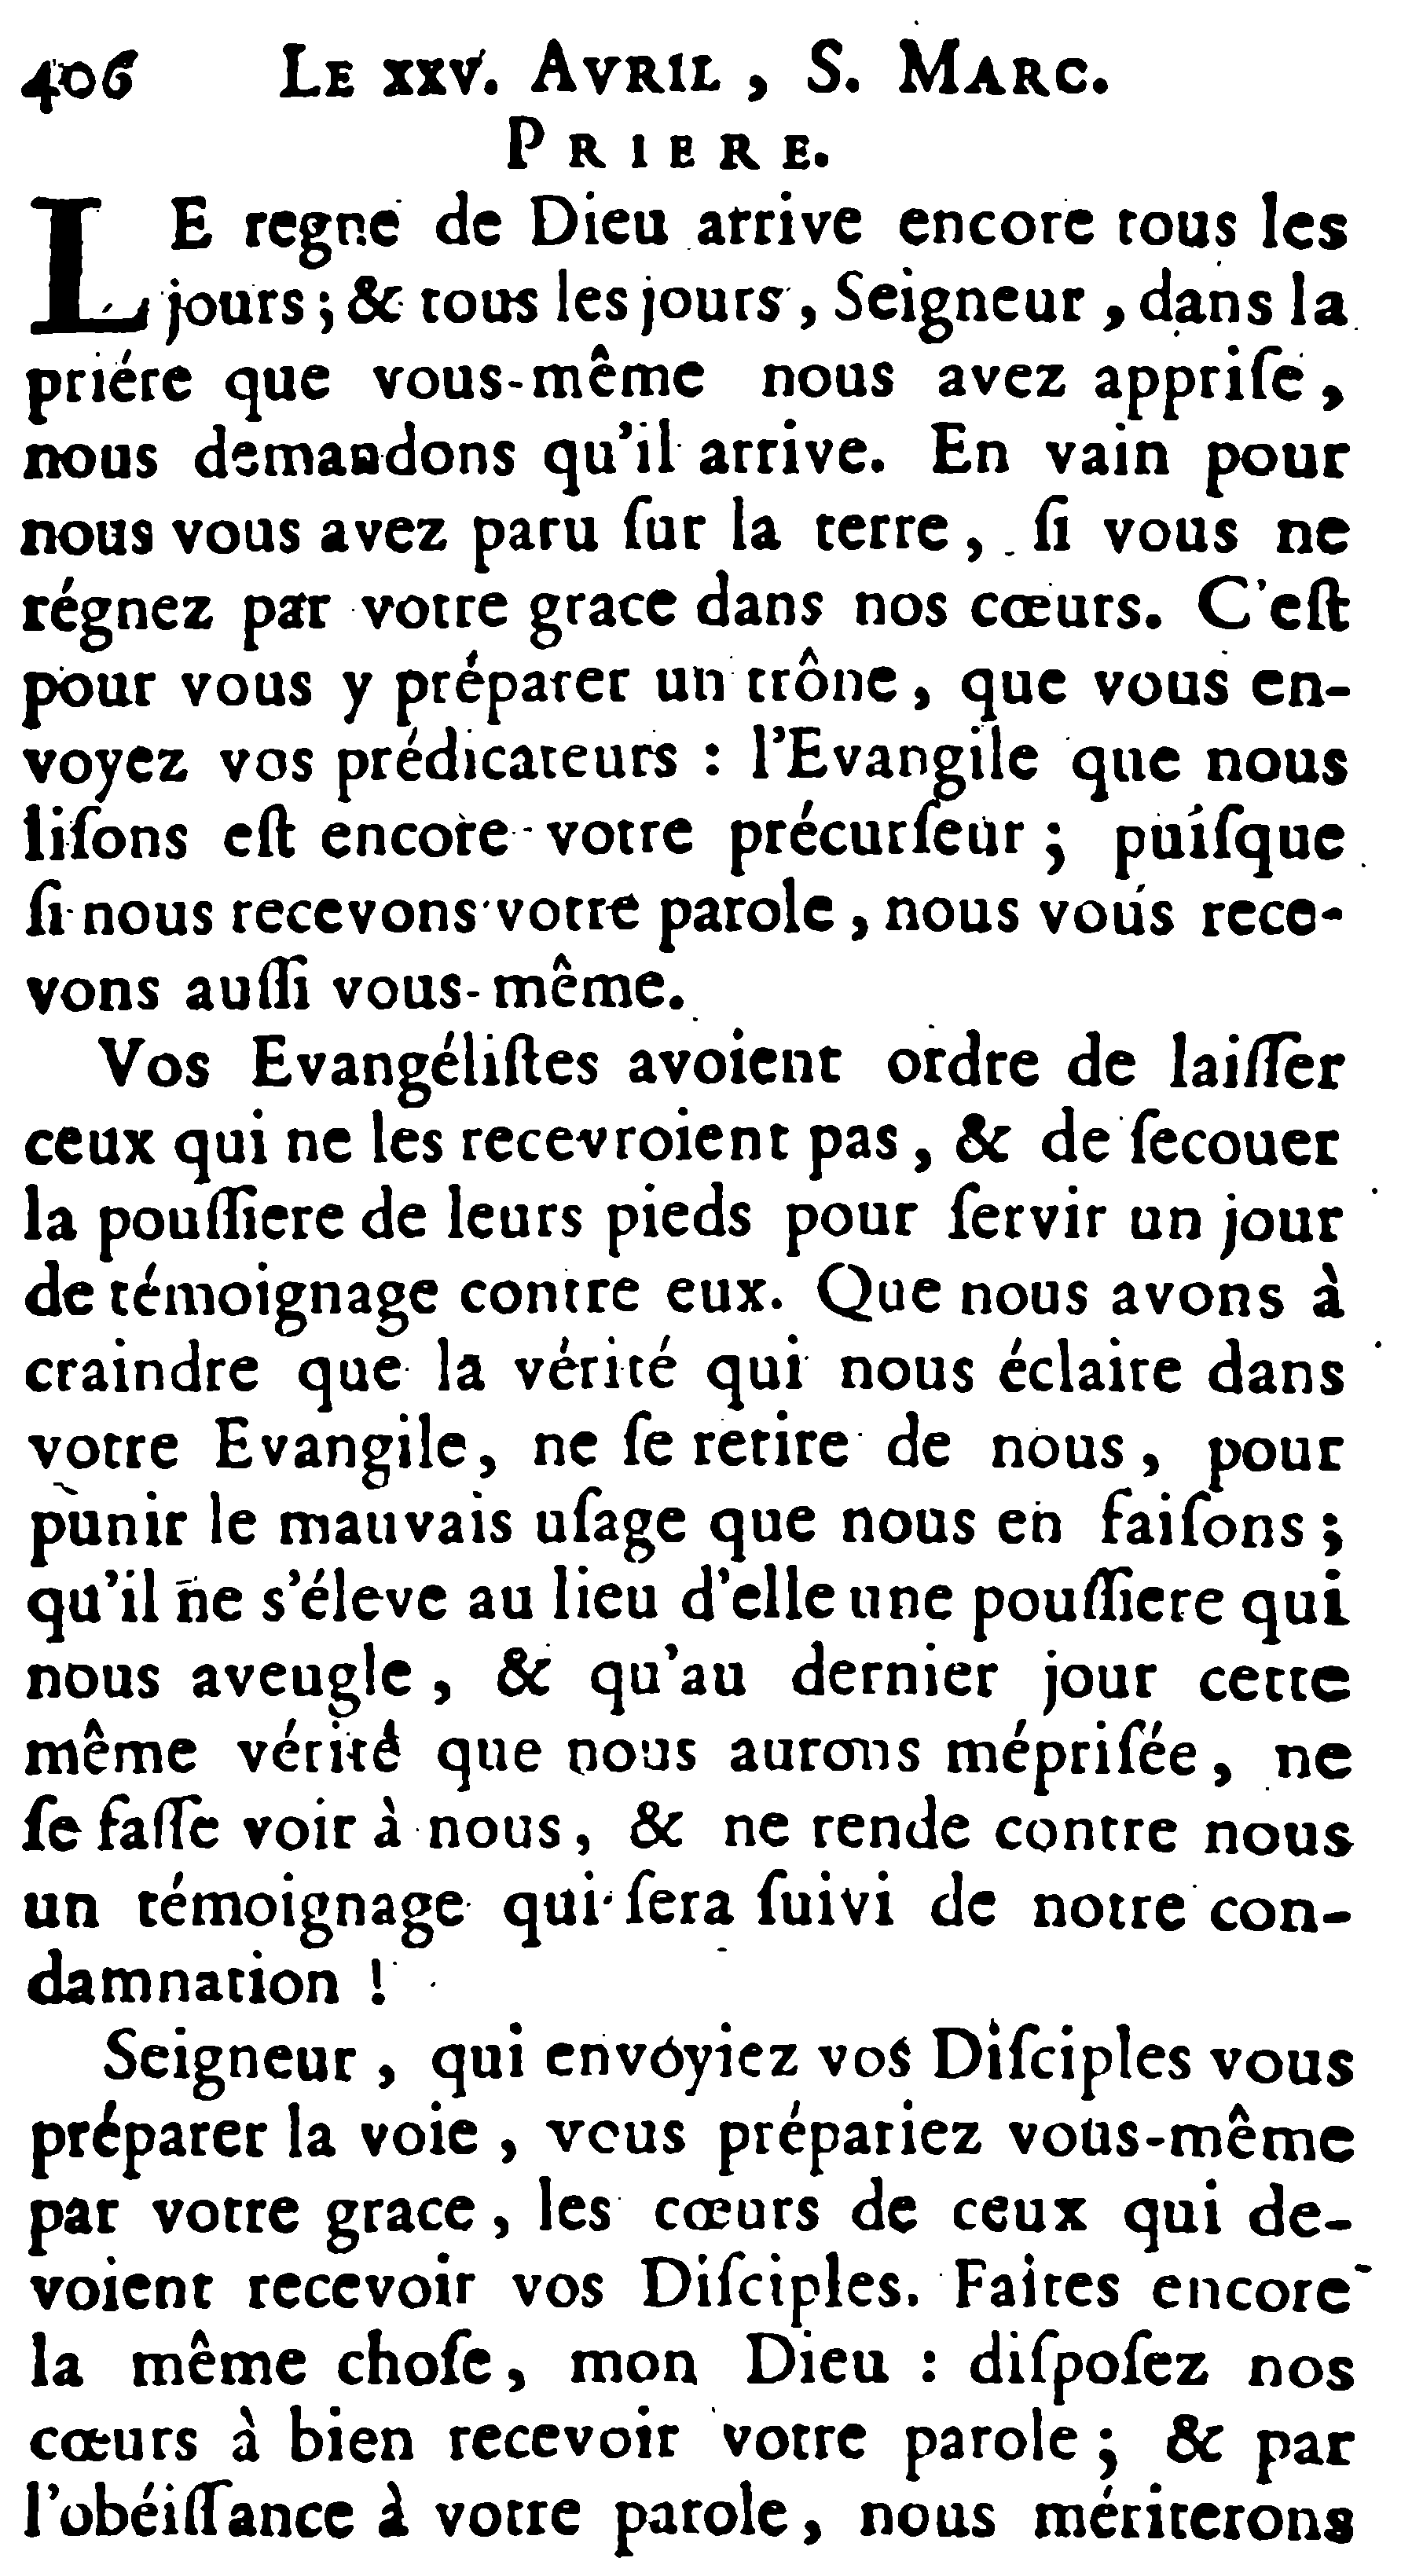 406 LE XXV. AVRIL, S. MARC.
PRIERE.
LE regne de Dieu arrive encore tous les
jours ; & tous les jours, Seigneur, dans la
priére que vous-même nous avez appriſe,
nous demandons qu'il arrive. En vain pour
nous vous avez paru ſur la terre, ſi vous ne
régnez par votre grace dans nos cœurs. C'eſt
pour vous y préparer un trône, que vous en-
voyez vos prédicateurs : l'Evangile que nous
liſons eſt encore votre précurſeur ; puiſque
ſi nous recevons votre parole, nous vous rece-
vons auſſi vous-même.
Vos Evangéliſtes avoient ordre de laiſſer
ceux qui ne les recevroient pas, & de ſecouer
la pouſſiere de leurs pieds pour ſervir un jour
de témoignage contre eux. Que nous avons à
craindre que la vérité qui nous éclaire dans
votre Evangile, ne ſe retire de nous, pour
punir le mauvais uſage que nous en faiſons ;
qu'il ne s'éleve au lieu d'elle une pouſſiere qui
nous aveugle, & qu'au dernier jour cette
même vérité que nous aurons mépriſée, ne
ſe faſſe voir à nous, & ne rende contre nous
un témoignage qui ſera ſuivi de notre con-
damnation !
Seigneur, qui envoyiez vos Diſciples vous
préparer la voie, vous prépariez vous-même
par votre grace, les cœurs de ceux qui de-
voient recevoir vos Diſciples. Faites encore
la même choſe, mon Dieu : diſpoſez nos
cœurs à bien recevoir votre parole ; & par
l'obéiſſance à votre parole, nous mériterons